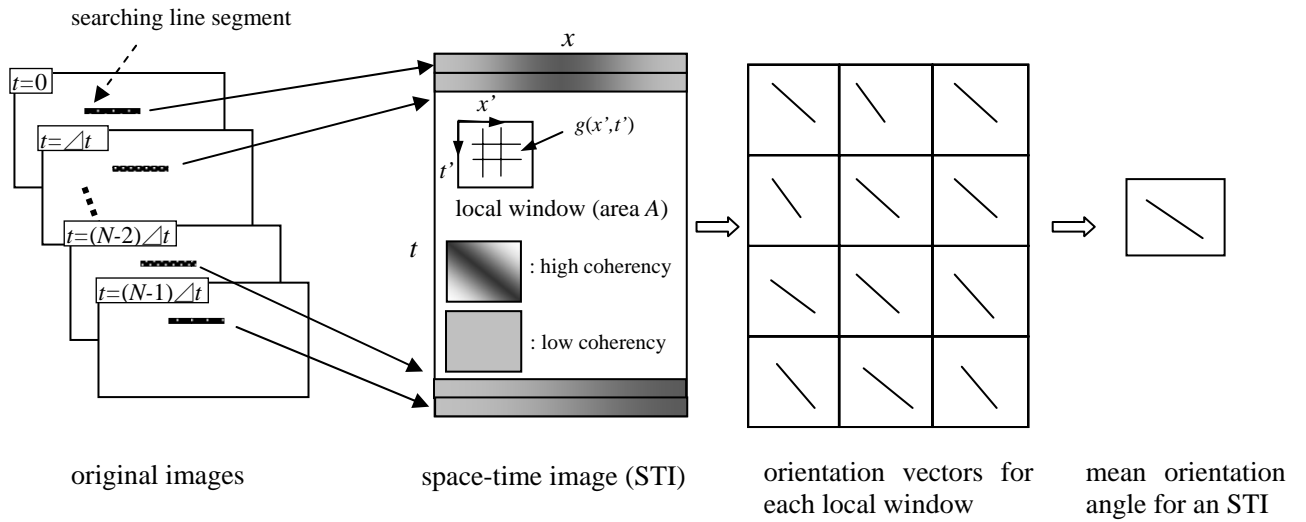 searching line segment
t=0
t=⊿t
t=(N-2)⊿t
t=(N-1)⊿t
original images
x
x’
g(x’,t’)
t’
local window (area A)
t
: high coherency
: low coherency
space-time image (STI)
orientation vectors for
each local window
mean orientation
angle for an STI